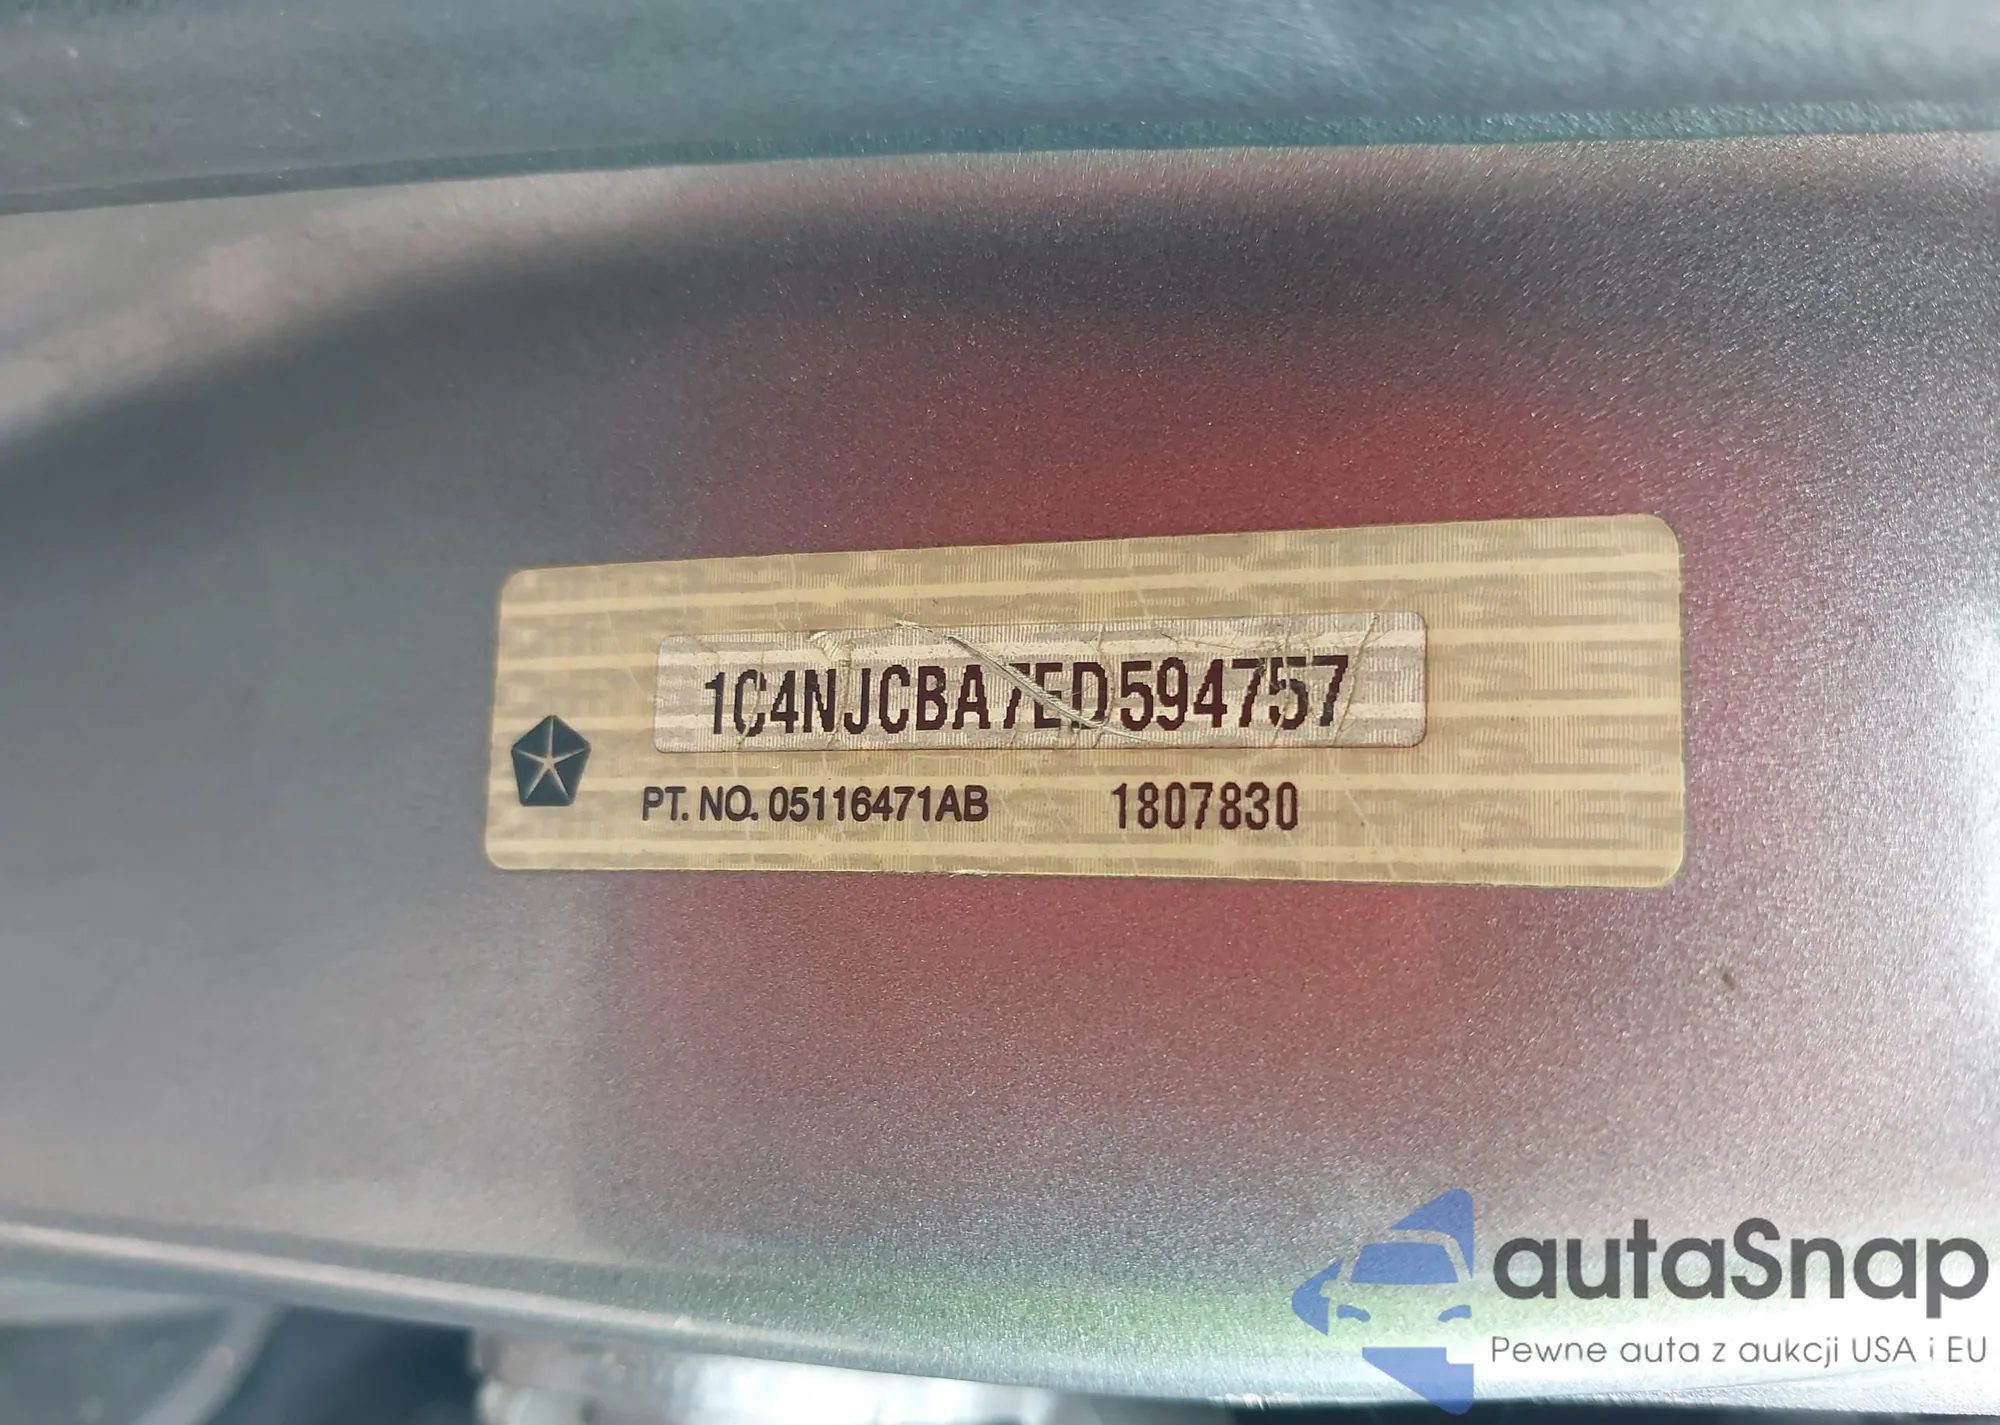 1C4NJCBA7ED594757
PT. NO. 05116471AB 1807830
autaSnap
Pewne auta z aukcji USA i EU